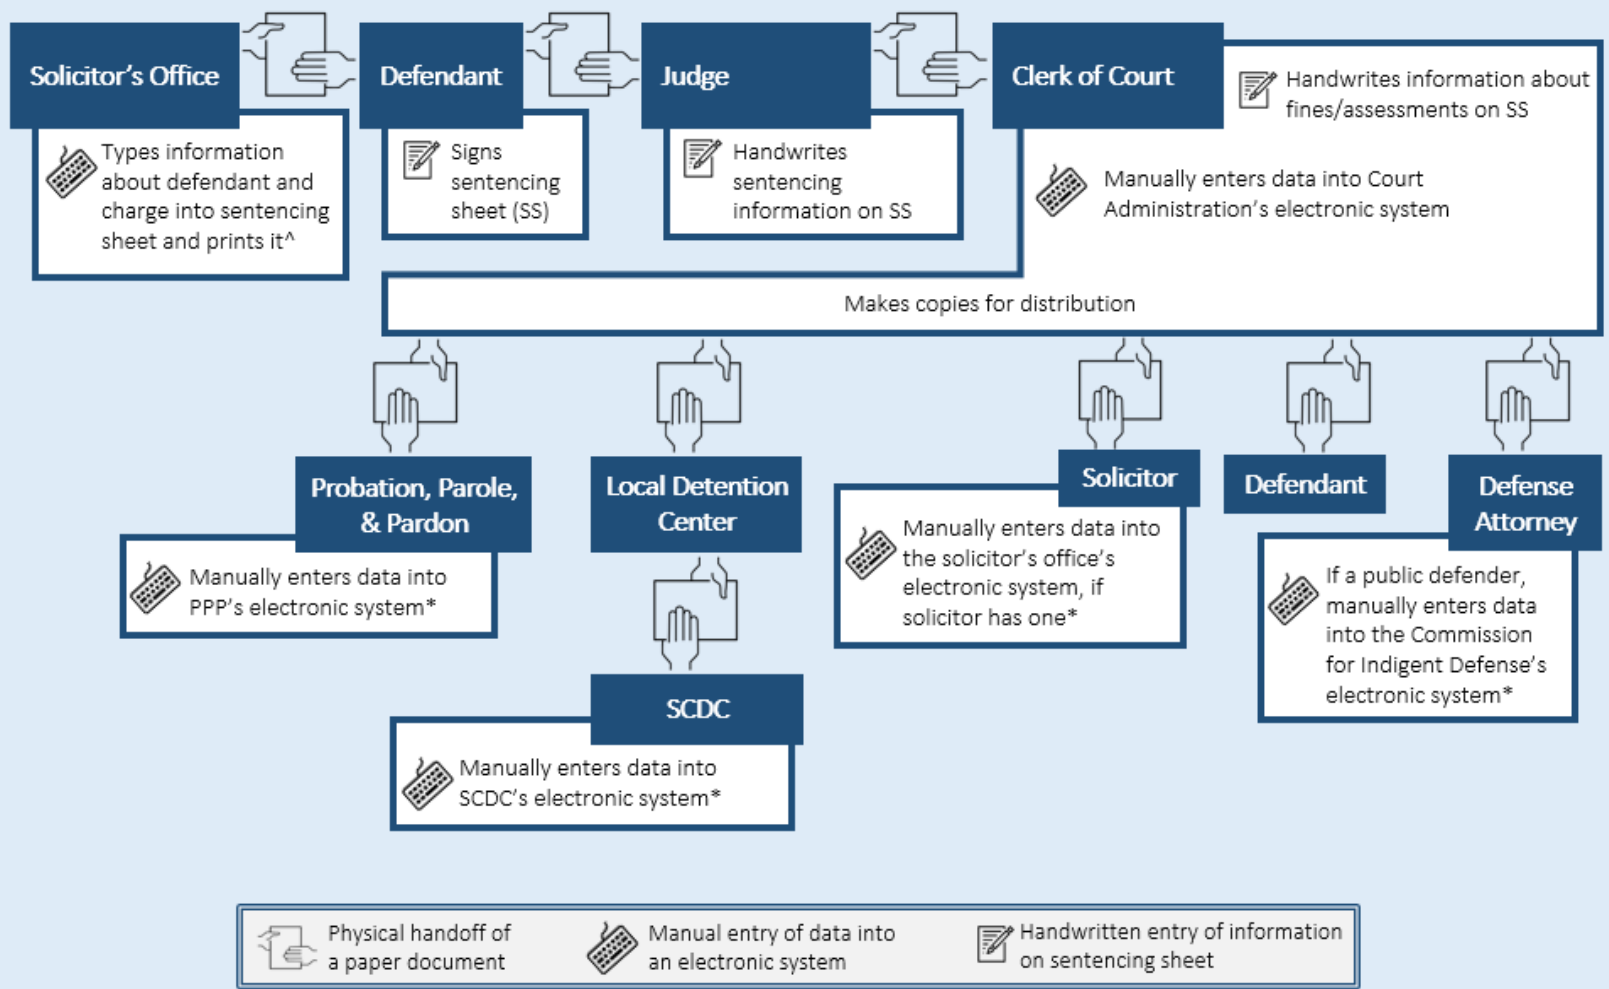 Solicitor's Office
Types information
about defendant and
charge into sentencing
sheet and prints it^
Defendant
Signs
sentencing
sheet (SS)
Judge
Handwrites
sentencing
information on SS
Clerk of Court
Handwrites information about
fines/assessments on SS
Manually enters data into Court
Administration's electronic system
Makes copies for distribution
Probation, Parole,
& Pardon
Manually enters data into
PPP's electronic system*
Local Detention
Center
SCDC
Manually enters data into
SCDC's electronic system*
Solicitor
Manually enters data into
the solicitor's office's
electronic system, if
solicitor has one*
Defendant
Defense
Attorney
If a public defender,
manually enters data
into the Commission
for Indigent Defense's
electronic system*
Physical handoff of
a paper document
Manual entry of data into
an electronic system
Handwritten entry of information
on sentencing sheet